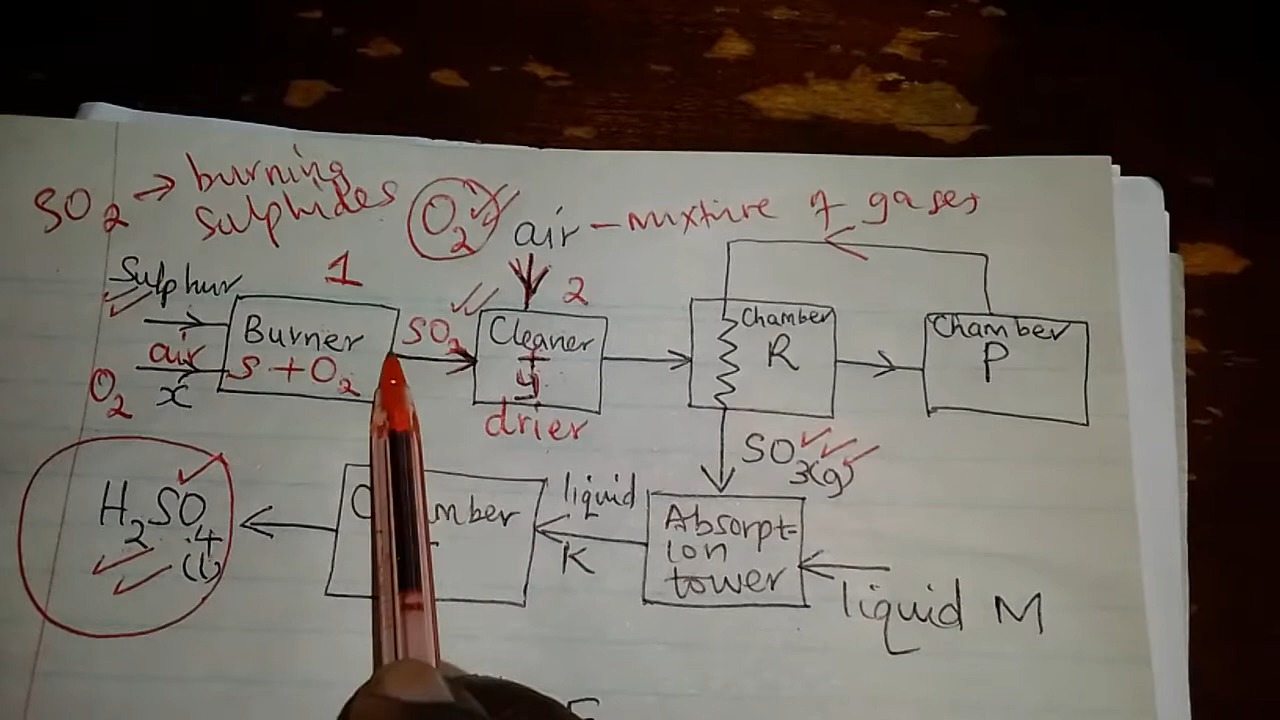 SO2 → burning
sulphides
O2 air - mixture of gases
Sulphur
1
2
air
O2 x
Burner
S + O2
SO2
Cleaner
+
y
drier
Chamber
R
Chamber
P
SO3(g)
H2SO4
(l)
liquid
K
Absorpt-
ion
tower
liquid M